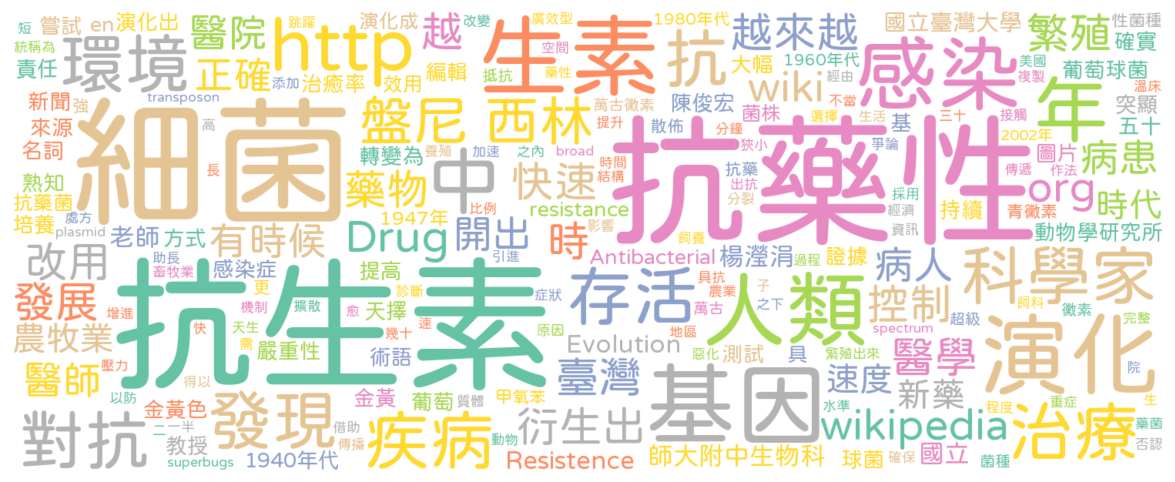 短 嘗試 en 演化出 醫院 跳躍 演化成 越 改變 廣效型 1980年代 越來越 國立臺灣大學 繁殖 性菌種
統稱為 責任 環境 正確 http 治癒率 效用 編輯 抵抗 生素 空間 藥性 抗 大幅 1960年代 感染 美國 確實
添加 wiki 經由 複製 葡萄球菌 溫床
新聞 強 transposon 萬古黴素 陳俊宏 不當 年 突顯
來源 高 細菌 盤尼西林 菌株 提升 散佈 分鐘 選擇 生活 三十 接觸 2002年 五十
名詞 轉變為 養殖 加速 之內 broad 狹小 基 爭論 抗藥性 圖片 病患
熟知 長 藥物 中 快速 時間 結構 抗藥 出抗 分裂 傳遞 作法 org
抗藥菌 培養 處方 1947年 比例 resistance 採用 經濟 持續 青黴素 時代
plasmid 老師 方式 有時候 Drug 開出 時 影響 飼養 資訊 動物學研究所
改用 助長 畜牧業 感染症 引進 Antibacterial 楊瀅涓 過程 證據 病人 科學家
發展 增進 機制 更 擴散 提高 診斷 天擇 症狀 存活 具抗 農業 萬古 子 之下 控制 飼料 黴素
農牧業 壓力 快 天生 需 愈 幾十 速 原因 地區 人類 spectrum 超級 完整
抗生素 嚴重性 術語 Evolution 惡化 測試 具 繁殖出來 醫學 演化 院
醫師 以防 得以 金黃 葡萄 質體 甲氧苯 臺灣 基因 速度 新藥 程度 重症 生
對抗 金黃色 二 一半 教授 發現 借助 傳播 疾病 動物 衍生出 水準 wikipedia 治療 藥菌
superbugs 1940年代 Resistence 師大附中生物科 球菌 確保 國立 菌種 否認